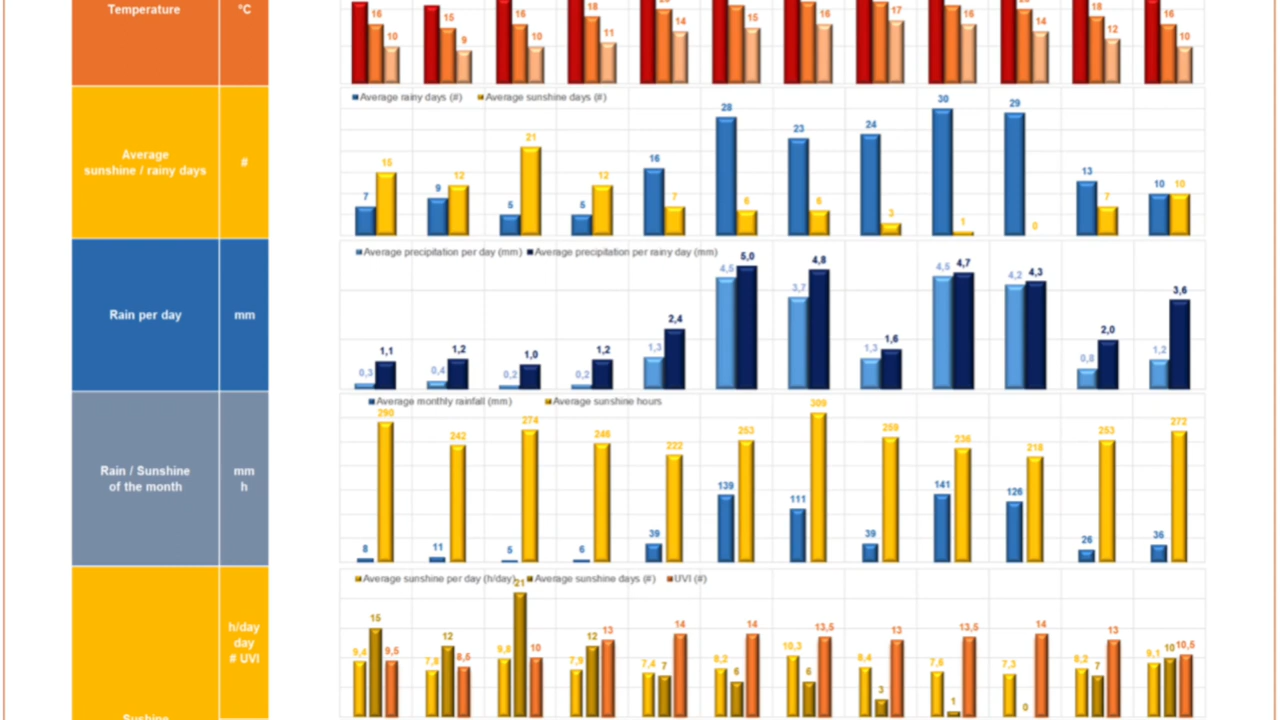 Temperature °C
16 15 16 18 14 15 16 17 16 14 18 16
10 9 10 11 12 10
Average rainy days (#) Average sunshine days (#)
Average
sunshine / rainy days
#
7 15 9 12 5 21 5 12 16 7 28 6 23 6 24 3 30 1 29 0 13 7 10 10
Average precipitation per day (mm) Average precipitation per rainy day (mm)
Rain per day mm
0,3 1,1 0,4 1,2 0,2 1,0 0,2 1,2 1,3 2,4 4,5 5,0 3,7 4,8 1,3 1,6 4,5 4,7 4,2 4,3 0,8 2,0 1,2 3,6
Average monthly rainfall (mm) Average sunshine hours
Rain / Sunshine
of the month
mm
h
8 290 11 242 5 274 6 246 39 222 139 253 111 309 39 259 141 236 126 218 26 253 36 272
Average sunshine per day (h/day) Average sunshine days (#) UVI (#)
h/day
day
# UVI
9,4 15 9,5 7,8 12 8,5 9,8 21 10 7,9 12 13 7,4 7 14 8,2 6 14 10,3 6 13,5 8,4 3 13 7,6 1 13,5 7,3 0 14 8,2 7 13 9,1 10 10,5
Sushine